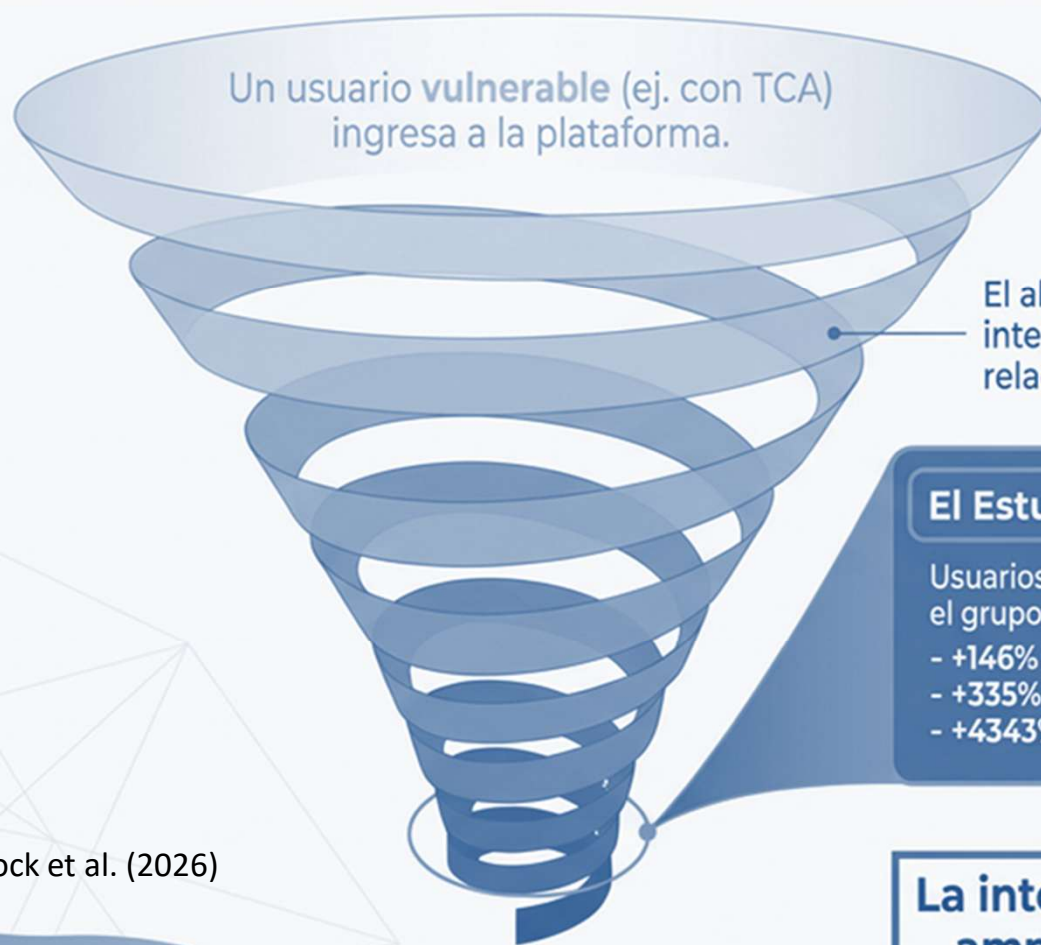 Un usuario vulnerable (ej. con TCA)
ingresa a la plataforma.
El al
inte
rela
El Estu
Usuarios
el grupo
- +146%
- +335%
- +4343%
ock et al. (2026)
La inte